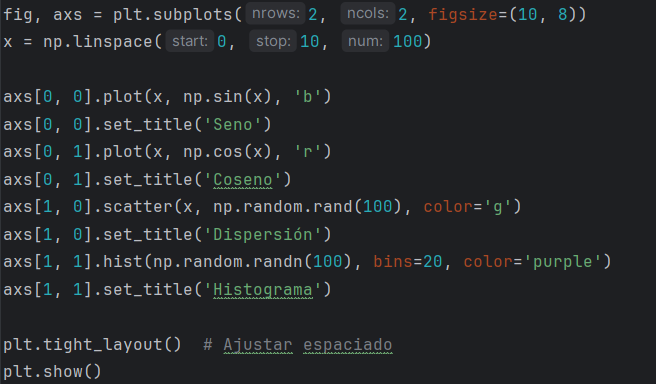 fig, axs = plt.subplots( nrows: 2, ncols: 2, figsize=(10, 8))
x = np.linspace( start: 0, stop: 10, num: 100)

axs[0, 0].plot(x, np.sin(x), 'b')
axs[0, 0].set_title('Seno')
axs[0, 1].plot(x, np.cos(x), 'r')
axs[0, 1].set_title('Coseno')
axs[1, 0].scatter(x, np.random.rand(100), color='g')
axs[1, 0].set_title('Dispersión')
axs[1, 1].hist(np.random.randn(100), bins=20, color='purple')
axs[1, 1].set_title('Histograma')

plt.tight_layout()  # Ajustar espaciado
plt.show()